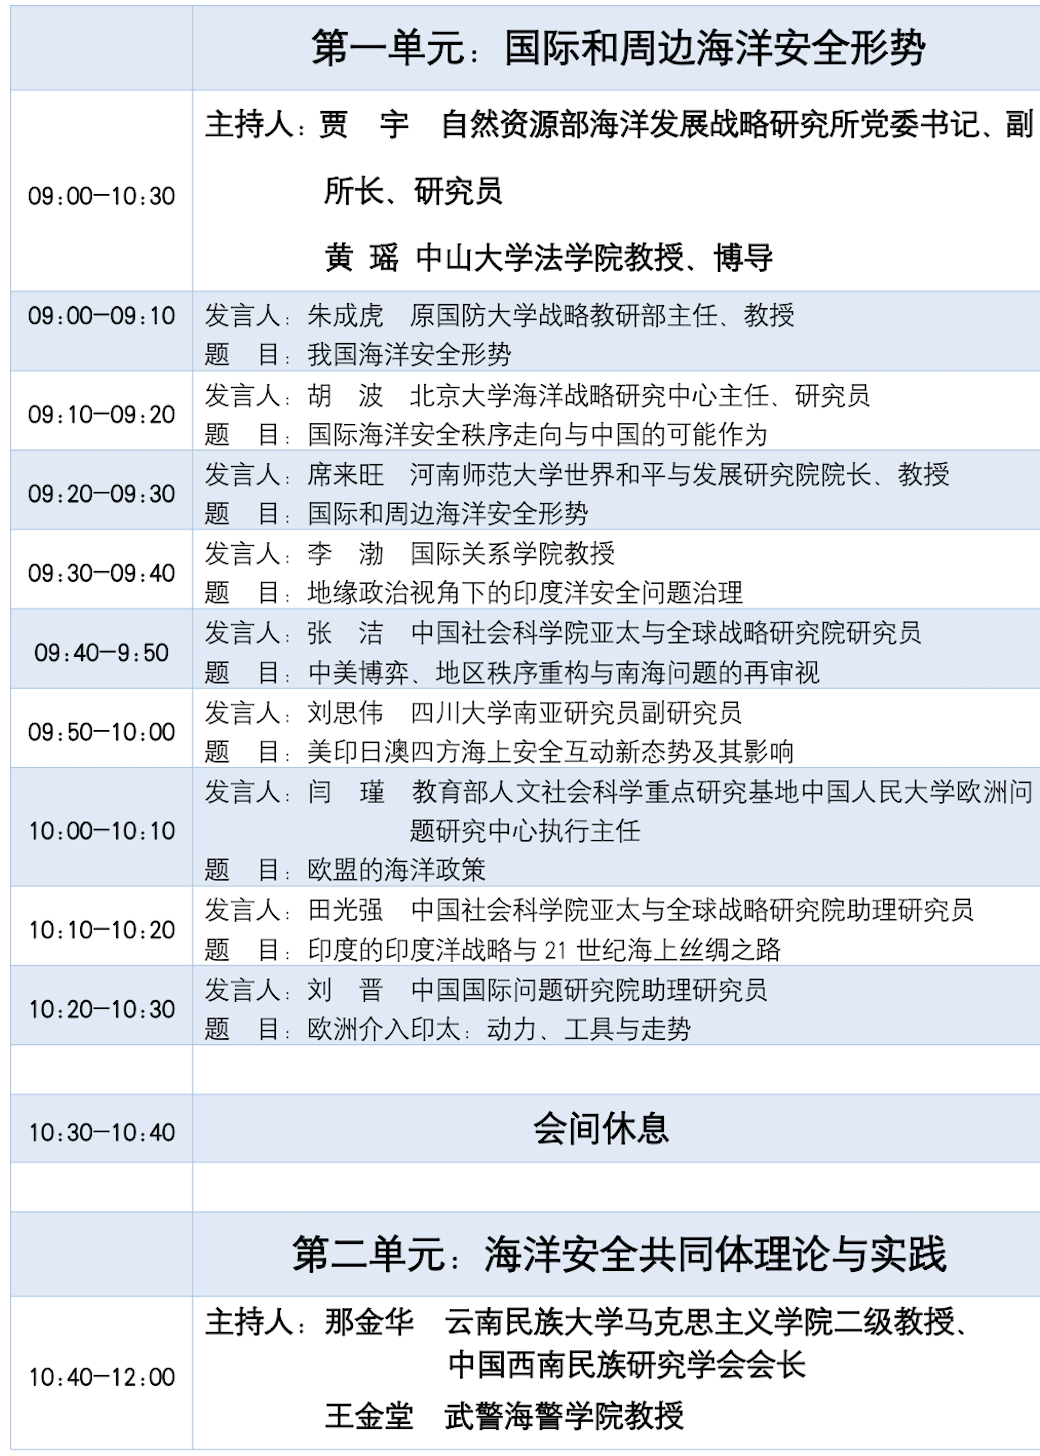 第一单元：国际和周边海洋安全形势
主持人：贾　宇　自然资源部海洋发展战略研究所党委书记、副
09:00—10:30
所长、研究员
黄 瑶 中山大学法学院教授、博导
09:00—09:10
发言人：朱成虎　原国防大学战略教研部主任、教授
题　目：我国海洋安全形势
09:10—09:20
发言人：胡　波　北京大学海洋战略研究中心主任、研究员
题　目：国际海洋安全秩序走向与中国的可能作为
09:20—09:30
发言人：席来旺　河南师范大学世界和平与发展研究院院长、教授
题　目：国际和周边海洋安全形势
09:30—09:40
发言人：李　渤　国际关系学院教授
题　目：地缘政治视角下的印度洋安全问题治理
09:40—9:50
发言人：张　洁　中国社会科学院亚太与全球战略研究院研究员
题　目：中美博弈、地区秩序重构与南海问题的再审视
09:50—10:00
发言人：刘思伟　四川大学南亚研究员副研究员
题　目：美印日澳四方海上安全互动新态势及其影响
10:00—10:10
发言人：闫　瑾　教育部人文社会科学重点研究基地中国人民大学欧洲问
题研究中心执行主任
题　目：欧盟的海洋政策
10:10—10:20
发言人：田光强　中国社会科学院亚太与全球战略研究院助理研究员
题　目：印度的印度洋战略与 21 世纪海上丝绸之路
10:20—10:30
发言人：刘　晋　中国国际问题研究院助理研究员
题　目：欧洲介入印太：动力、工具与走势
10:30—10:40
会间休息
第二单元：海洋安全共同体理论与实践
10:40—12:00
主持人：那金华　云南民族大学马克思主义学院二级教授、
中国西南民族研究学会会长
王金堂　武警海警学院教授